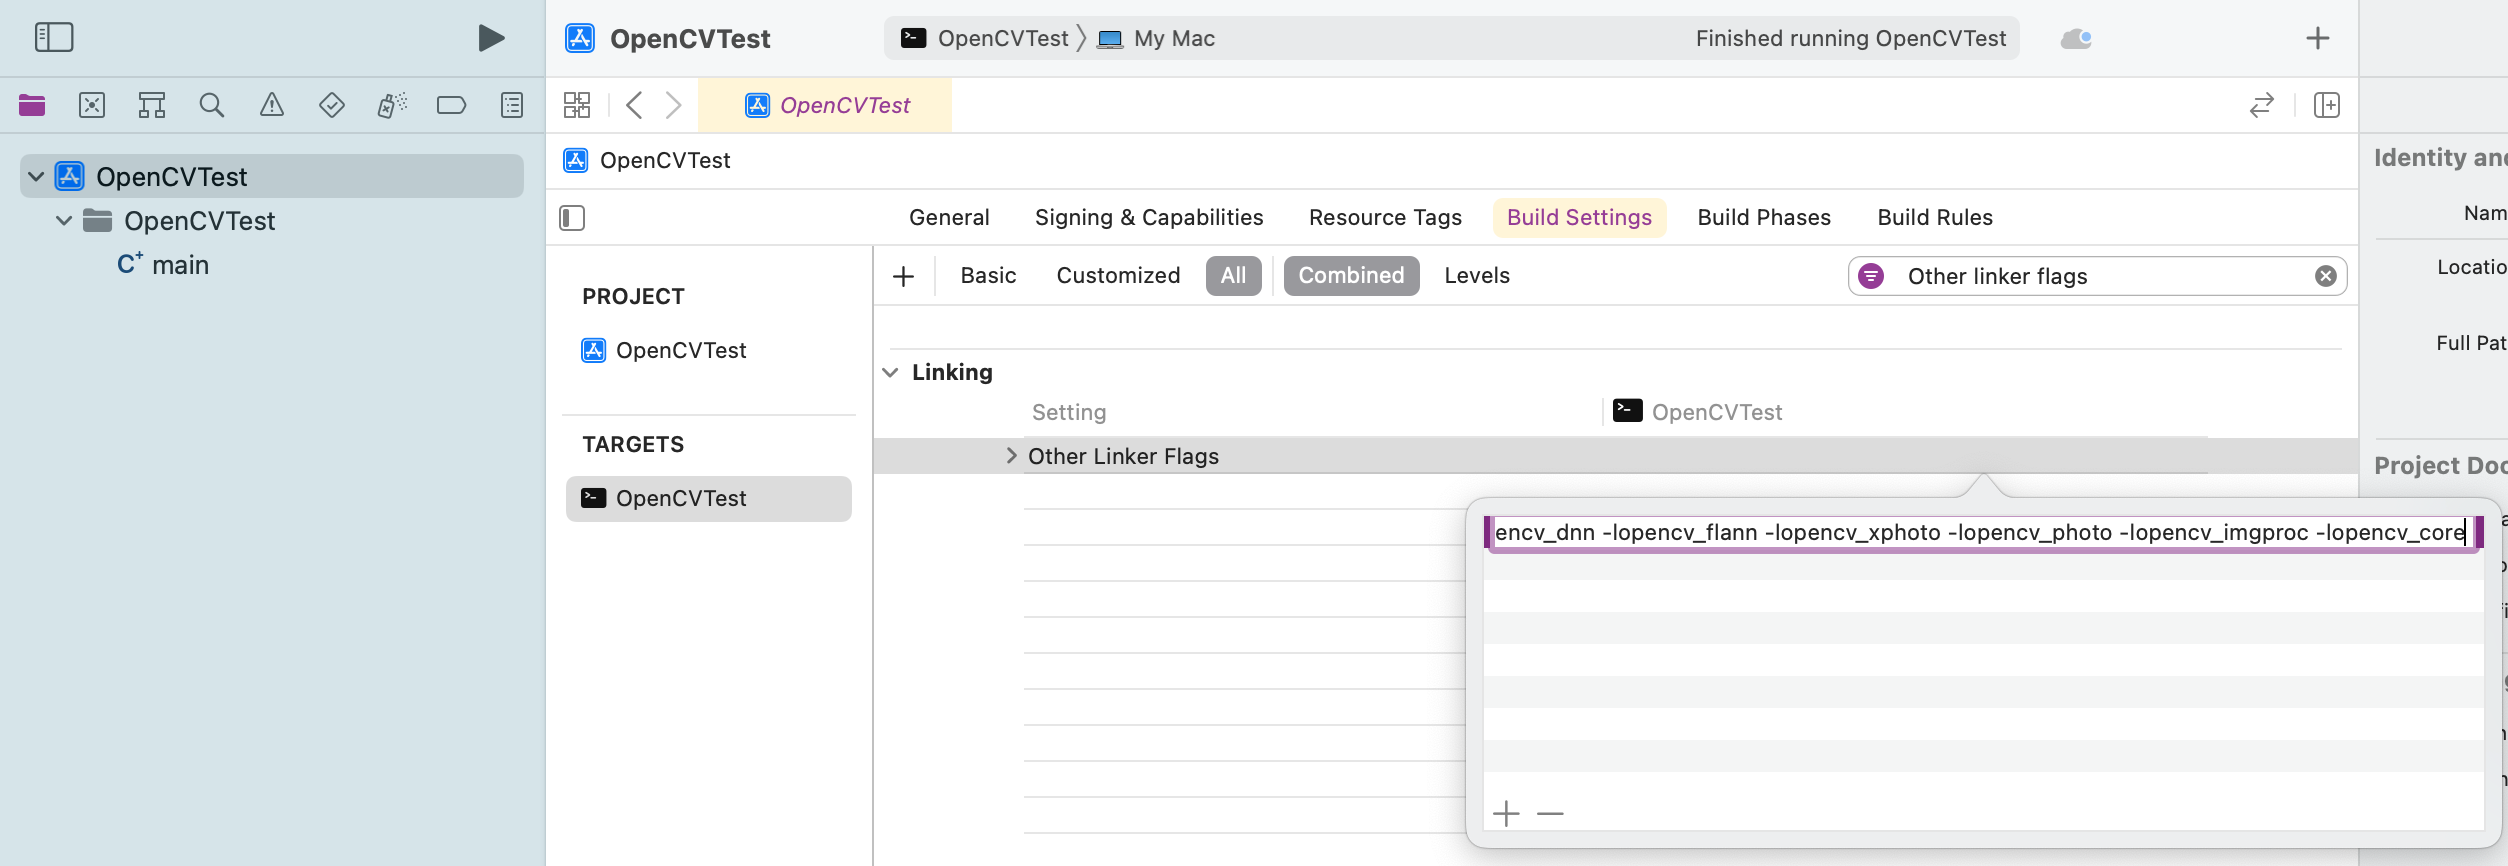 OpenCVTest
OpenCVTest
My Mac
Finished running OpenCVTest
OpenCVTest
OpenCVTest
OpenCVTest
main
OpenCVTest
General
Signing & Capabilities
Resource Tags
Build Settings
Build Phases
Build Rules
PROJECT
OpenCVTest
TARGETS
OpenCVTest
Basic
Customized
All
Combined
Levels
Other linker flags
Linking
Setting
OpenCVTest
Other Linker Flags
encv_dnn -lopencv_flann -lopencv_xphoto -lopencv_photo -lopencv_imgproc -lopencv_core
Identity an
Nam
Locatio
Full Pat
Project Doc